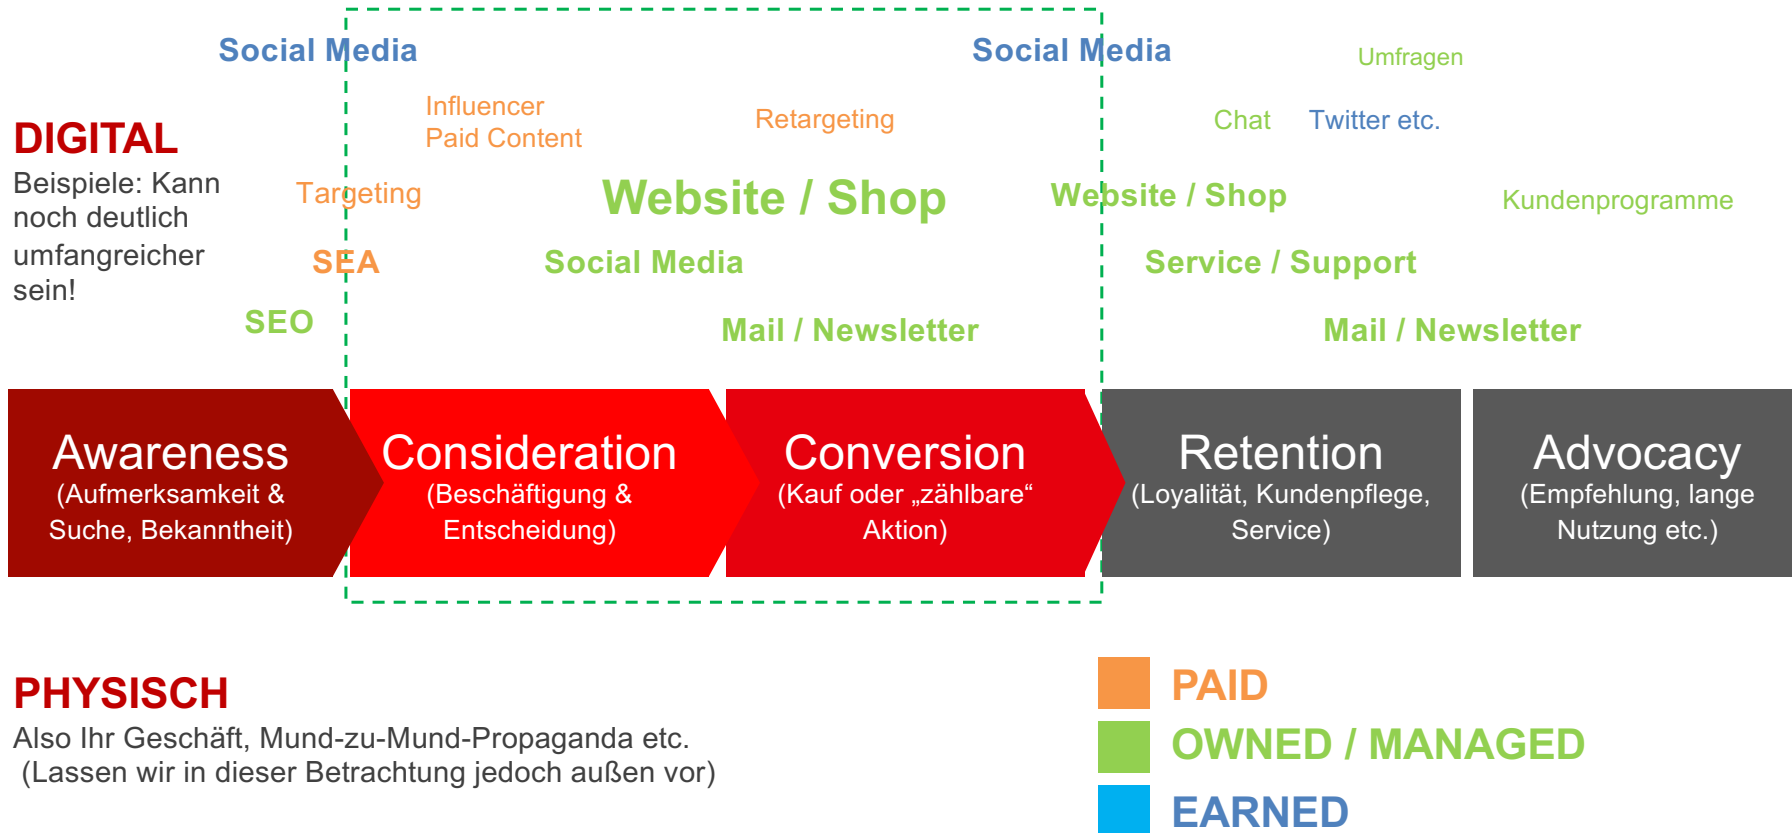 Social Media
Social Media
Umfragen
Influencer
Paid Content
Retargeting
Chat
Twitter etc.
DIGITAL
Beispiele: Kann
noch deutlich
umfangreicher
sein!
Targeting
Website / Shop
Website / Shop
Kundenprogramme
SEA
Social Media
Service / Support
SEO
Mail / Newsletter
Mail / Newsletter
Awareness
(Aufmerksamkeit &
Suche, Bekanntheit)
Consideration
(Beschäftigung &
Entscheidung)
Conversion
(Kauf oder „zählbare“
Aktion)
Retention
(Loyalität, Kundenpflege,
Service)
Advocacy
(Empfehlung, lange
Nutzung etc.)
PHYSISCH
Also Ihr Geschäft, Mund-zu-Mund-Propaganda etc.
(Lassen wir in dieser Betrachtung jedoch außen vor)
PAID
OWNED / MANAGED
EARNED